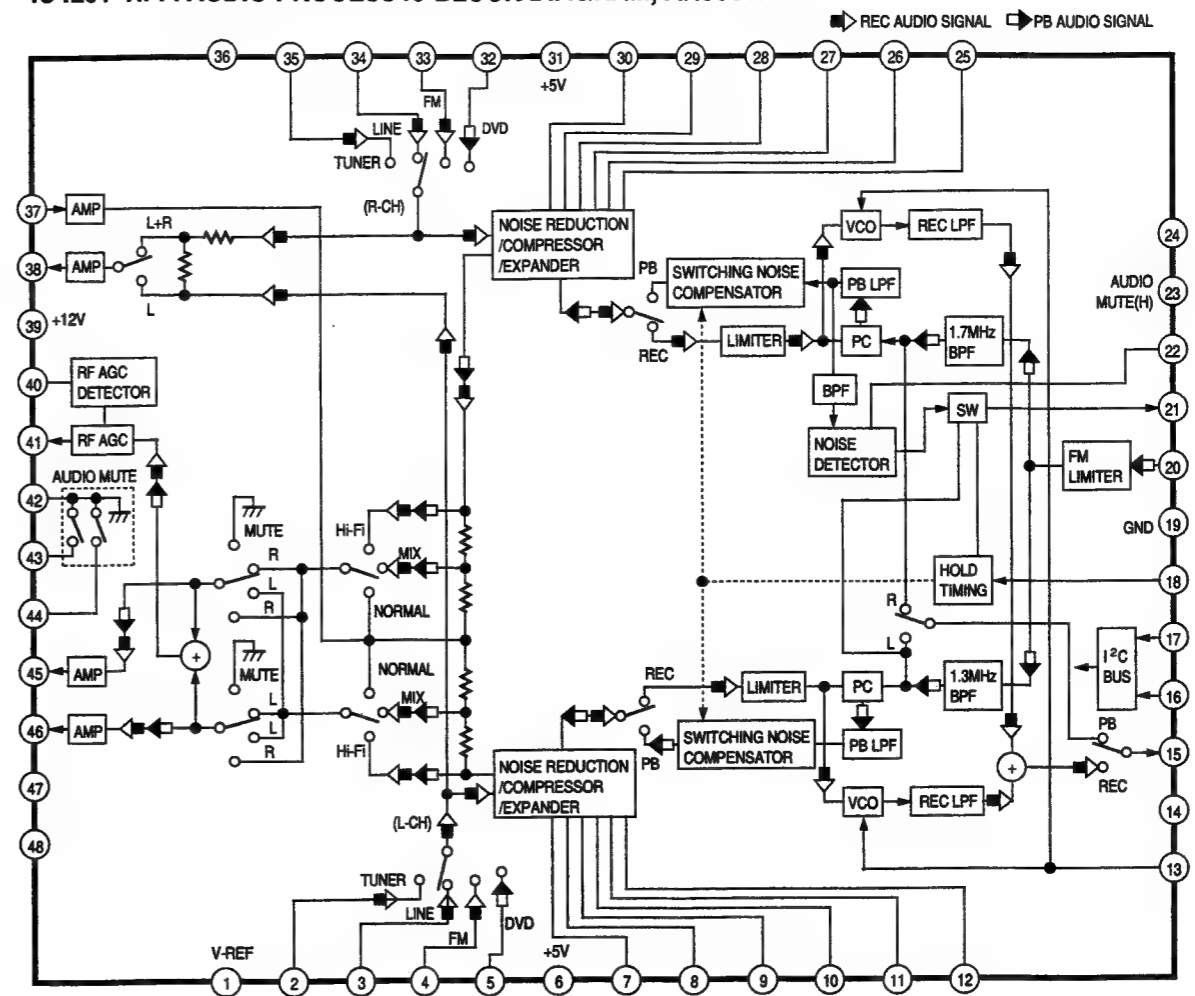 REC AUDIO SIGNAL PB AUDIO SIGNAL
36 35 34 33 32 31 30 29 28 27 26 25
+5V
FM
LINE
DVD
TUNER
(R-CH)
37
AMP
L+R
38
AMP
L
39
+12V
40
RF AGC
DETECTOR
41
RF AGC
AUDIO MUTE
42
43
44
45
AMP
46
AMP
47
48
MUTE
R
L
R
MUTE
L
L
R
Hi-Fi
MIX
NORMAL
NORMAL
MIX
Hi-Fi
NOISE REDUCTION
/COMPRESSOR
/EXPANDER
PB
REC
SWITCHING NOISE
COMPENSATOR
LIMITER
VCO
REC LPF
PB LPF
PC
1.7MHz
BPF
BPF
NOISE
DETECTOR
SW
FM
LIMITER
HOLD
TIMING
R
L
I²C
BUS
24
AUDIO
MUTE(H)
23
22
21
20
GND
19
18
17
16
15
14
13
REC
PB
LIMITER
PC
1.3MHz
BPF
SWITCHING NOISE
COMPENSATOR
PB LPF
VCO
REC LPF
+
+
PB
REC
NOISE REDUCTION
/COMPRESSOR
/EXPANDER
(L-CH)
TUNER
LINE
FM
DVD
V-REF
+5V
1 2 3 4 5 6 7 8 9 10 11 12